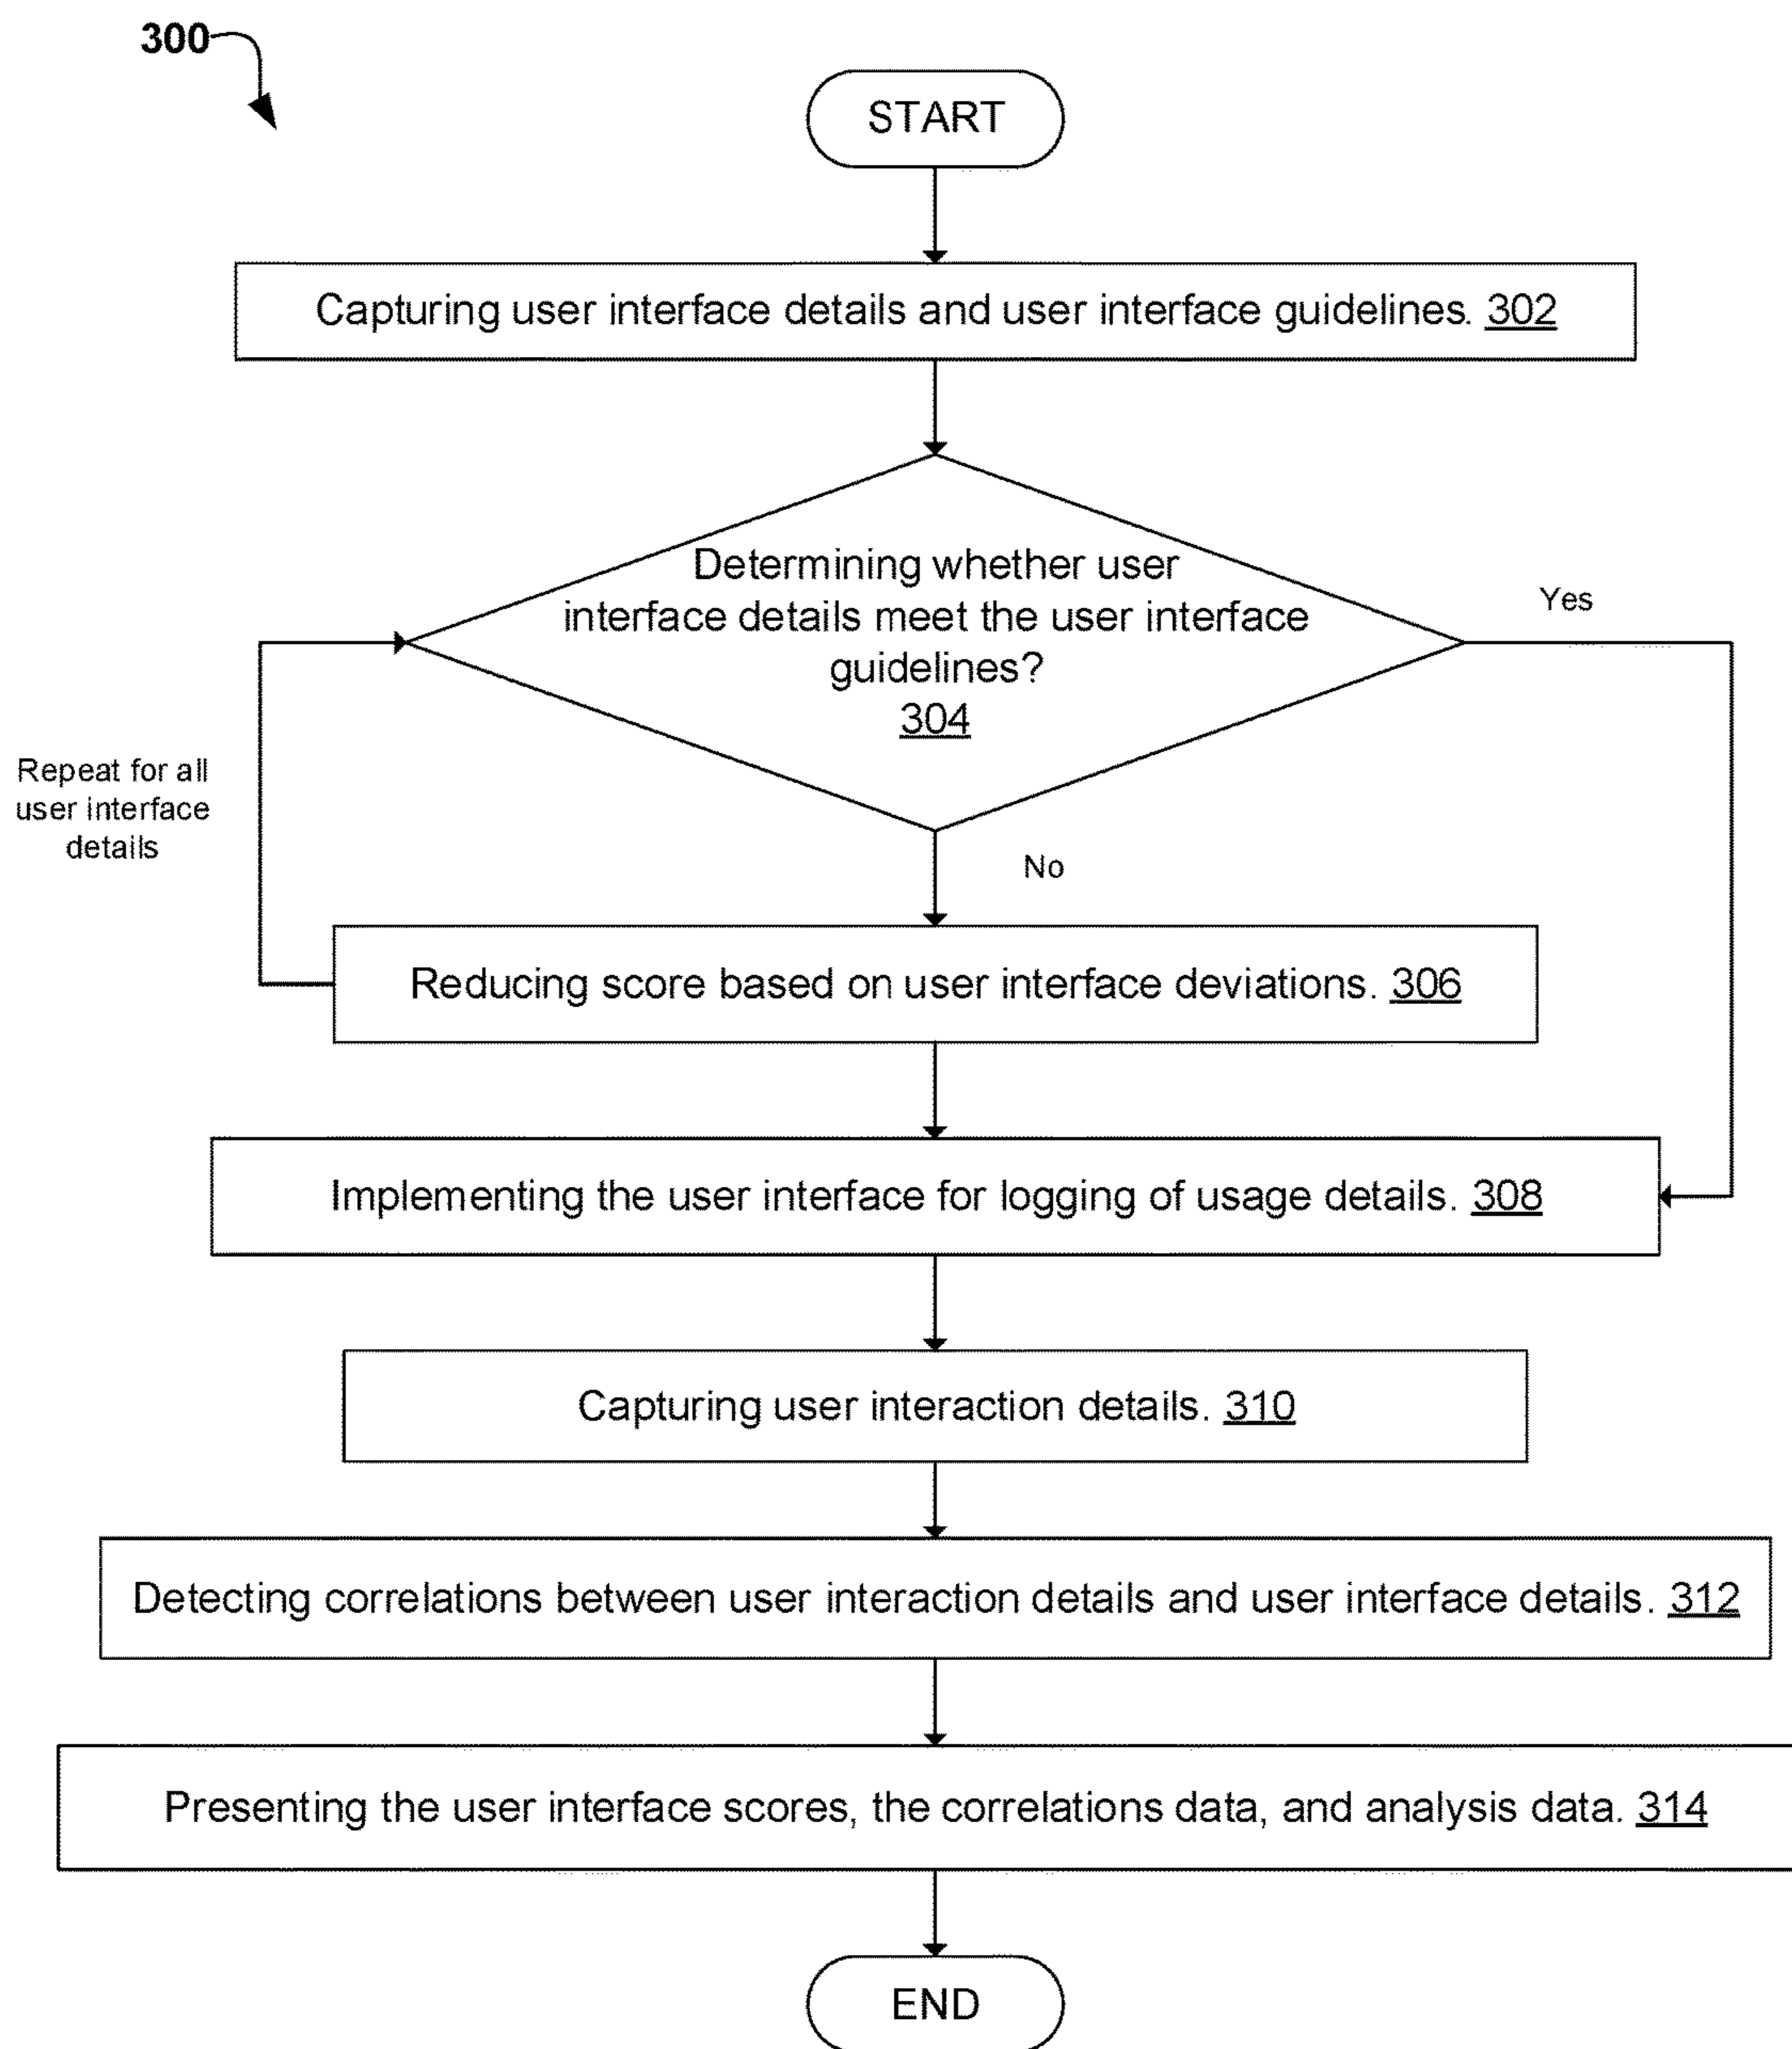 300
START
Capturing user interface details and user interface guidelines. 302
Determining whether user
interface details meet the user interface
guidelines?
304
Yes
Repeat for all
user interface
details
No
Reducing score based on user interface deviations. 306
Implementing the user interface for logging of usage details. 308
Capturing user interaction details. 310
Detecting correlations between user interaction details and user interface details. 312
Presenting the user interface scores, the correlations data, and analysis data. 314
END